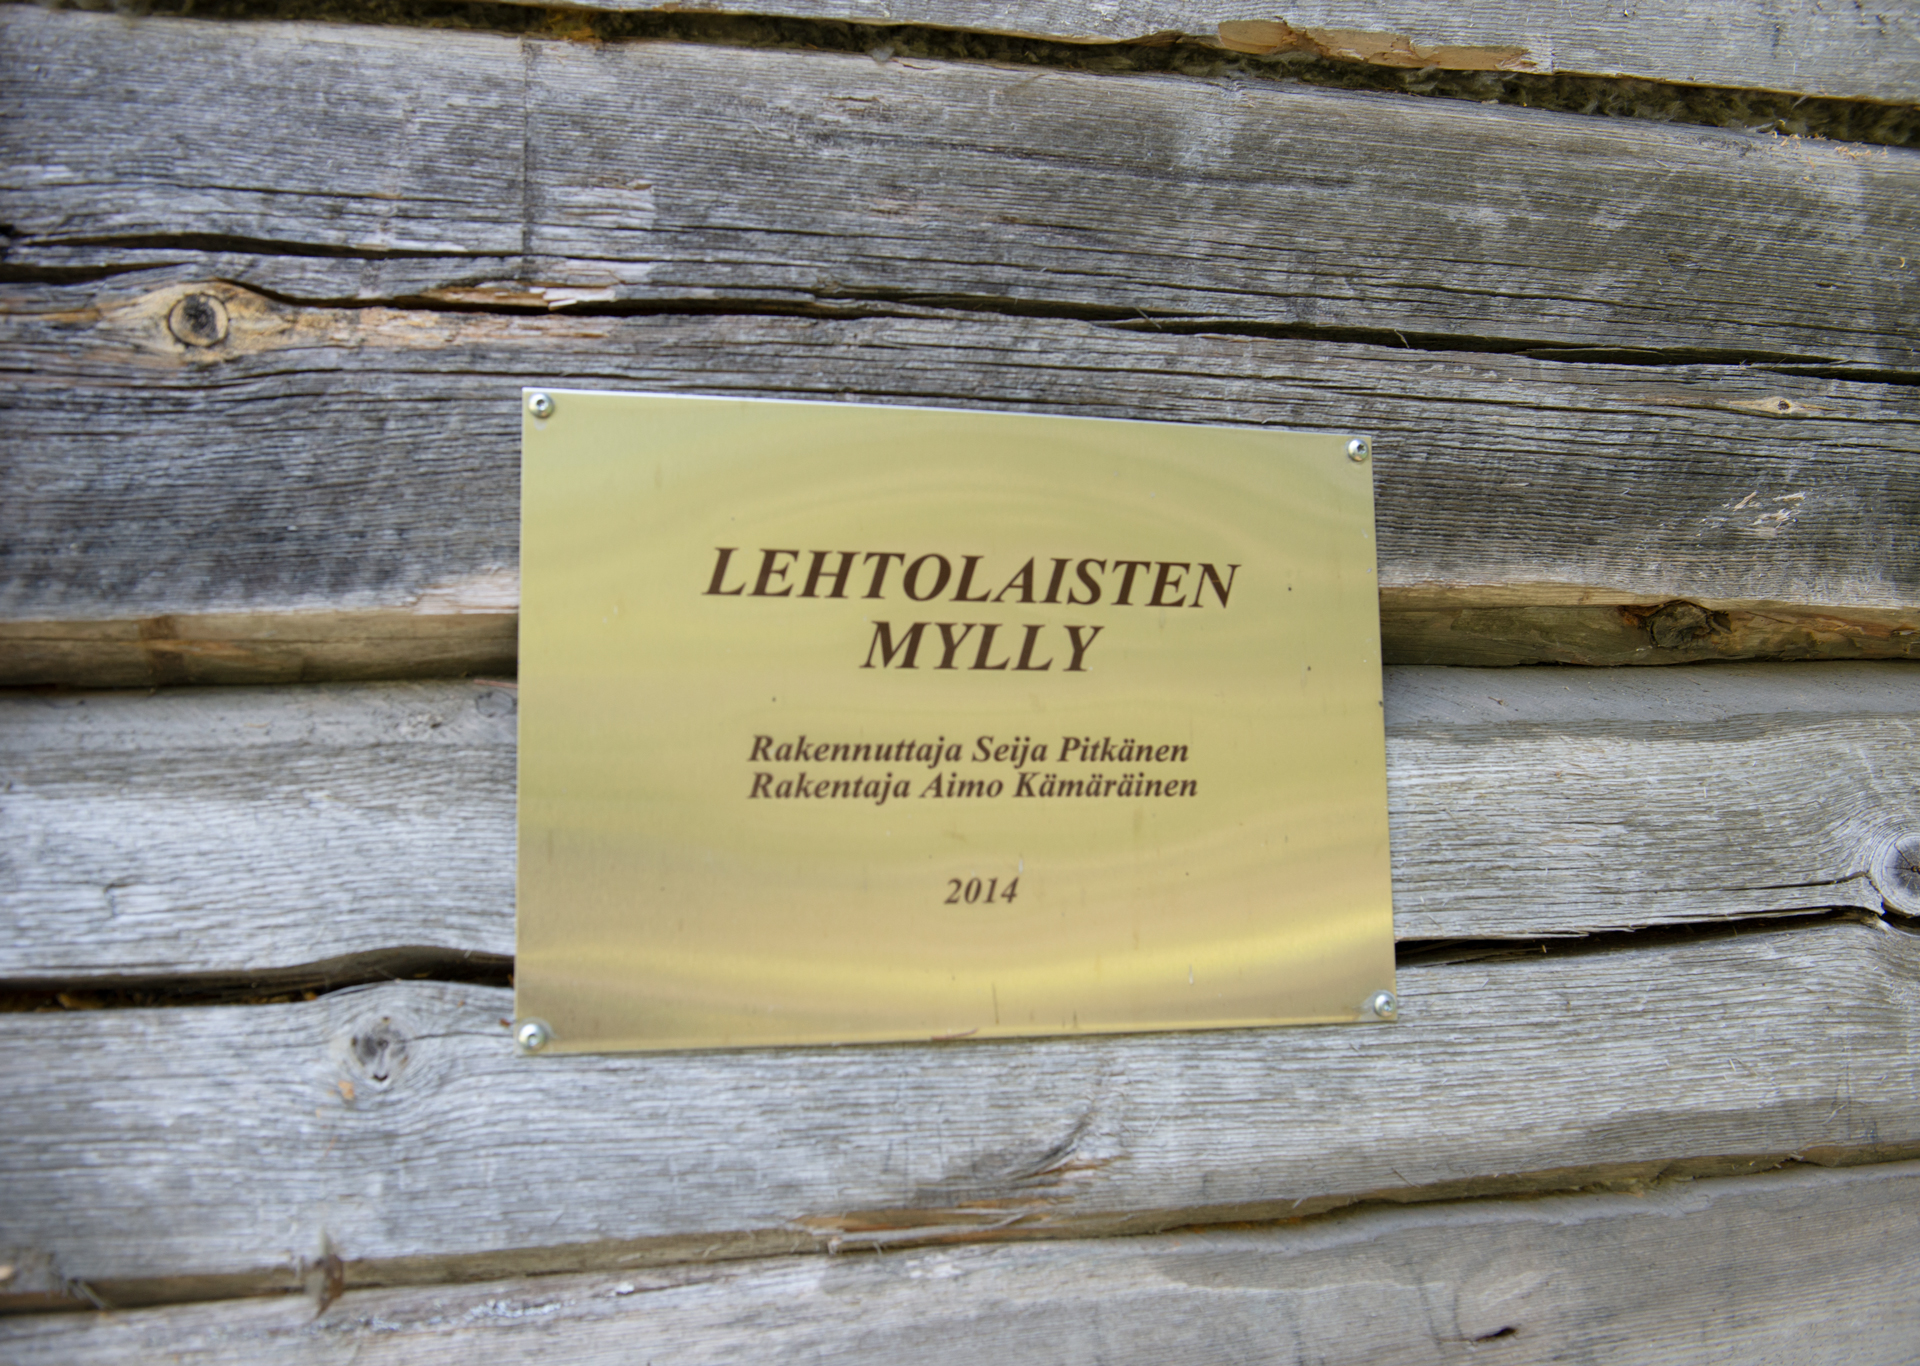 LEHTOLAISTEN
MYLLY
Rakennuttaja Seija Pitkänen
Rakentaja Aimo Kämäräinen
2014